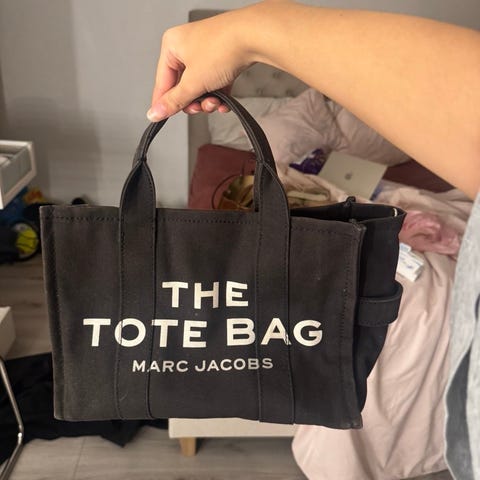 THE
TOTE BAG
MARC JACOBS